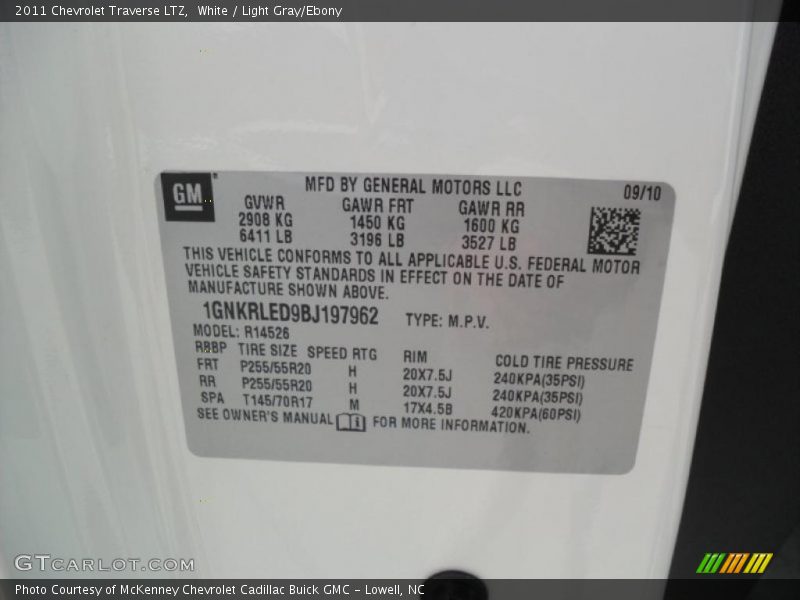 2011 Chevrolet Traverse LTZ,  White / Light Gray/Ebony
GM
MFD BY GENERAL MOTORS LLC 09/10
GVWR GAWR FRT GAWR RR
2908 KG 1450 KG 1600 KG
6411 LB 3196 LB 3527 LB
THIS VEHICLE CONFORMS TO ALL APPLICABLE U.S. FEDERAL MOTOR
VEHICLE SAFETY STANDARDS IN EFFECT ON THE DATE OF
MANUFACTURE SHOWN ABOVE.
1GNKRLED9BJ197962 TYPE: M.P.V.
MODEL: R14526
RBBP TIRE SIZE SPEED RTG RIM COLD TIRE PRESSURE
FRT P255/55R20 H 20X7.5J 240KPA(35PSI)
RR P255/55R20 H 20X7.5J 240KPA(35PSI)
SPA T145/70R17 M 17X4.5B 420KPA(60PSI)
SEE OWNER'S MANUAL FOR MORE INFORMATION.
GTCARLOT.COM
Photo Courtesy of McKenney Chevrolet Cadillac Buick GMC - Lowell, NC